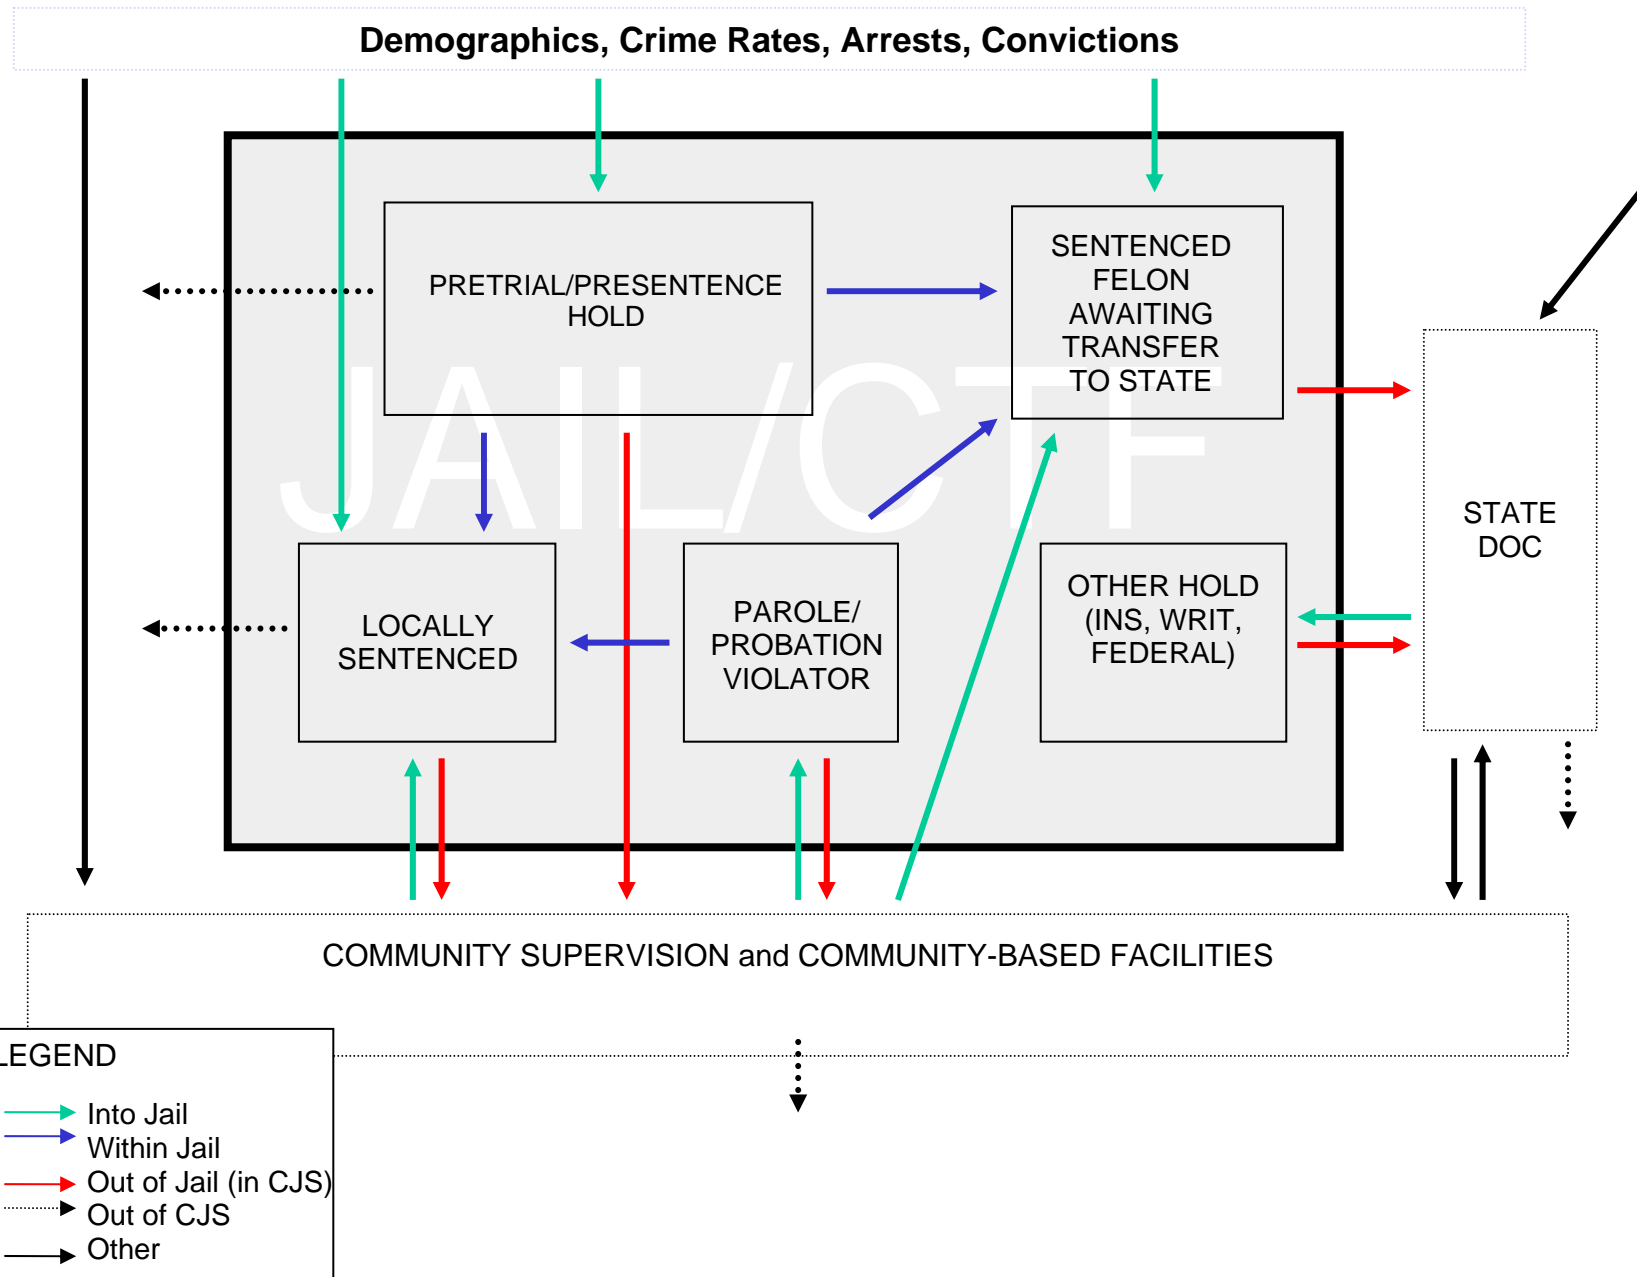 Demographics, Crime Rates, Arrests, Convictions
PRETRIAL/PRESENTENCE
HOLD
SENTENCED
FELON
AWAITING
TRANSFER
TO STATE
JAIL/CTF
STATE
DOC
LOCALLY
SENTENCED
PAROLE/
PROBATION
VIOLATOR
OTHER HOLD
(INS, WRIT,
FEDERAL)
COMMUNITY SUPERVISION and COMMUNITY-BASED FACILITIES
LEGEND
Into Jail
Within Jail
Out of Jail (in CJS)
Out of CJS
Other